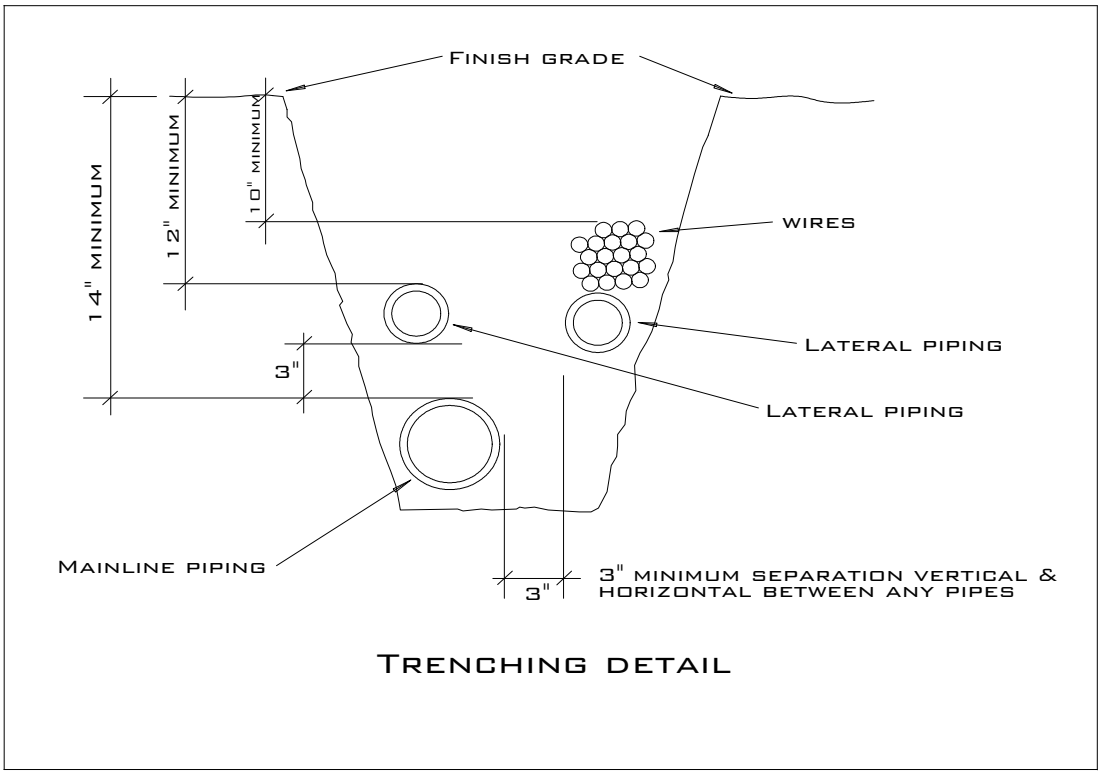 Finish grade
10" minimum
12" minimum
14" minimum
wires
Lateral piping
3"
Lateral piping
Mainline piping
3"
3" minimum separation vertical &
horizontal between any pipes
Trenching detail